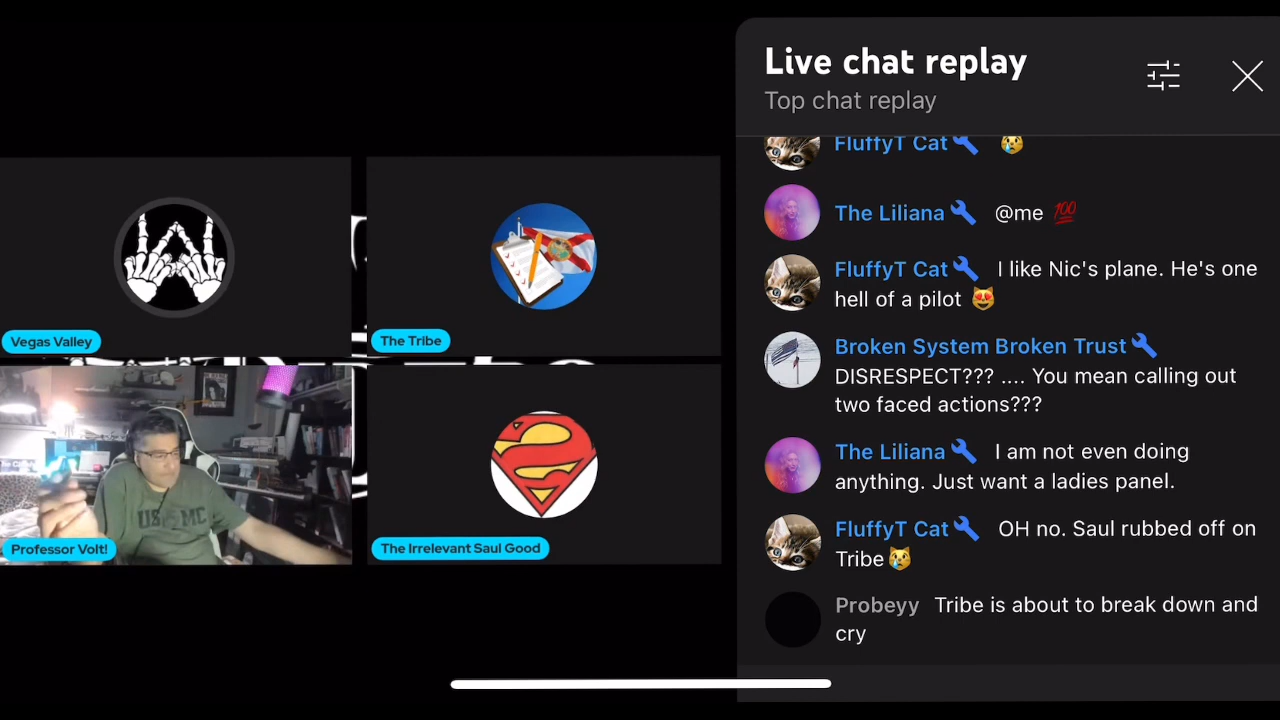 Live chat replay
Top chat replay
FluffyT Cat 😿
The Liliana @me 💯
FluffyT Cat I like Nic's plane. He's one
hell of a pilot 😻
Broken System Broken Trust
DISRESPECT??? .... You mean calling out
two faced actions???
The Liliana I am not even doing
anything. Just want a ladies panel.
FluffyT Cat OH no. Saul rubbed off on
Tribe😿
Probeyy Tribe is about to break down and
cry
Vegas Valley
The Tribe
USMC
Professor Volt!
The Irrelevant Saul Good